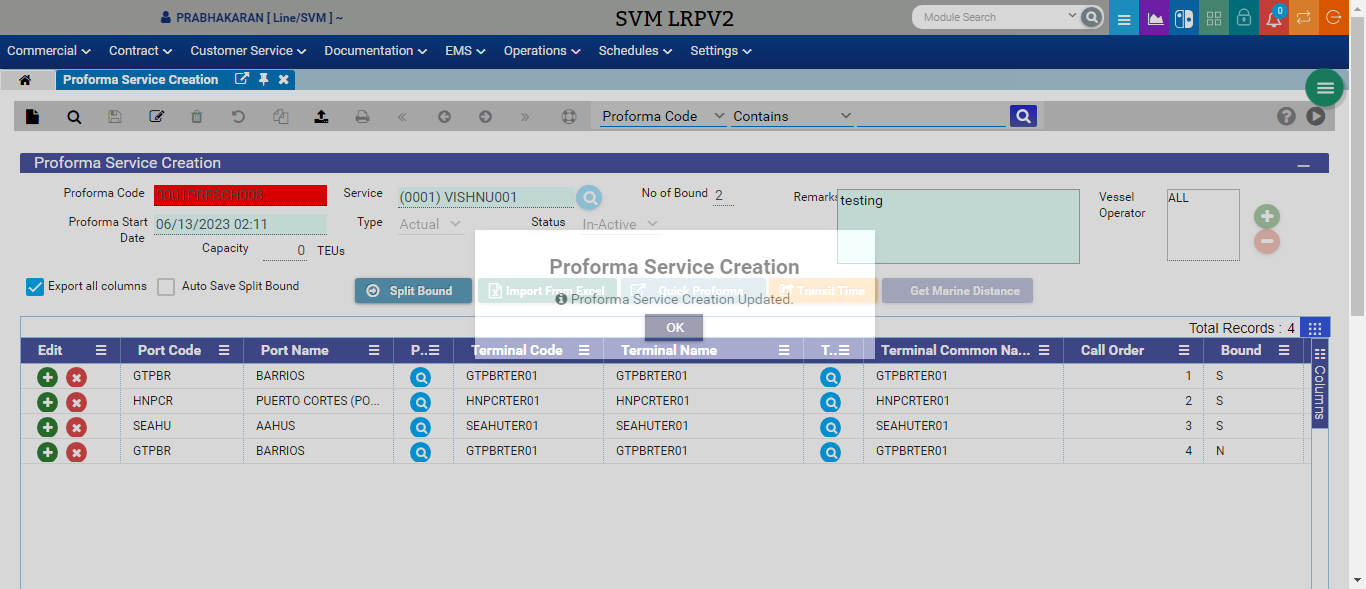 PRABHAKARAN [ Line/SVM ] ~
SVM LRPV2
Module Search
0
Commercial Contract Customer Service Documentation EMS Operations Schedules Settings
Proforma Service Creation
Proforma Code Contains
Proforma Service Creation
Proforma Code 0001PRFSCH008 Service (0001) VISHNU001 No of Bound 2 Remarks testing Vessel Operator ALL
Proforma Start Date 06/13/2023 02:11 Type Actual Status In-Active
Capacity 0 TEUs
Proforma Service Creation
Proforma Service Creation Updated.
OK
Export all columns Auto Save Split Bound Split Bound Import From Excel Quick Proforma Transit Time Get Marine Distance
Total Records : 4
Edit Port Code Port Name P.. Terminal Code Terminal Name T.. Terminal Common Na... Call Order Bound
GTPBR BARRIOS GTPBRTER01 GTPBRTER01 GTPBRTER01 1 S
HNPCR PUERTO CORTES (PO... HNPCRTER01 HNPCRTER01 HNPCRTER01 2 S
SEAHU AAHUS SEAHUTER01 SEAHUTER01 SEAHUTER01 3 S
GTPBR BARRIOS GTPBRTER01 GTPBRTER01 GTPBRTER01 4 N
Columns